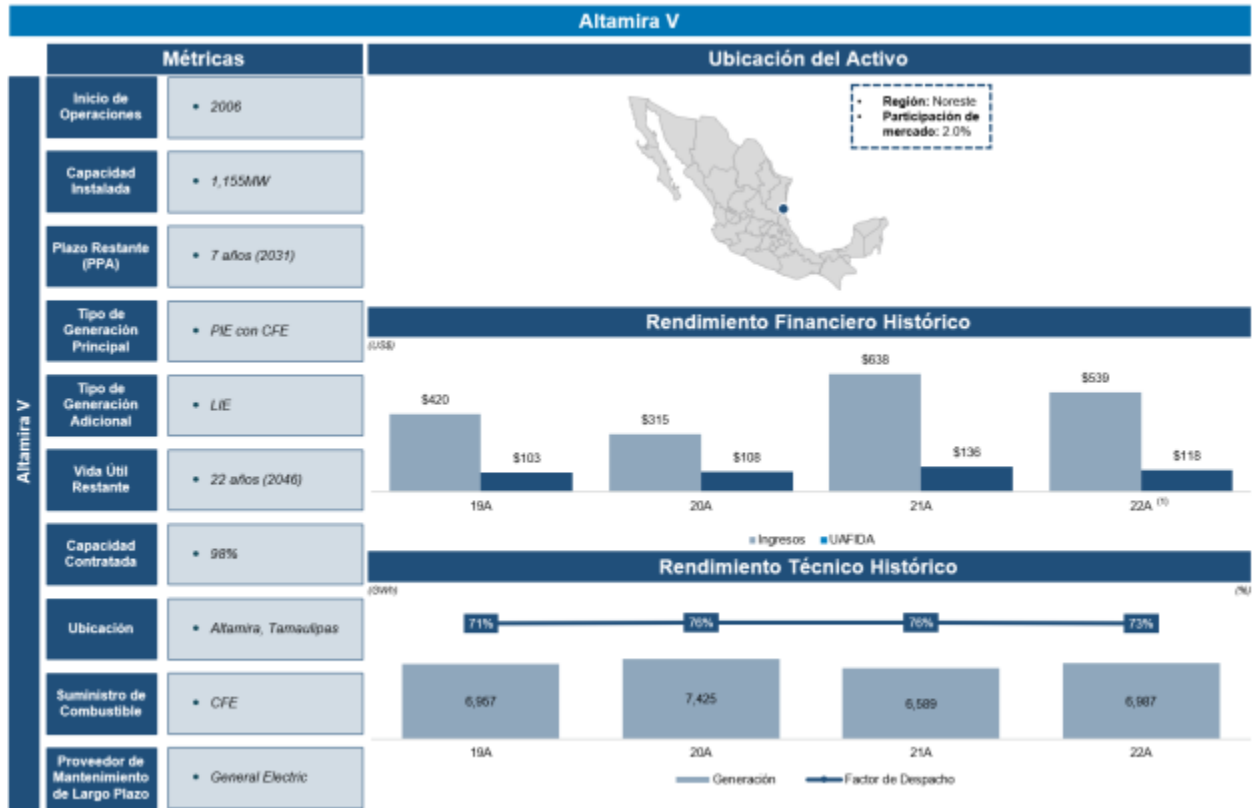 Altamira V
Métricas
Altamira V
Inicio de
Operaciones
• 2006
Capacidad
Instalada
• 1,155MW
Plazo Restante
(PPA)
• 7 años (2031)
Tipo de
Generación
Principal
• PIE con CFE
Tipo de
Generación
Adicional
• LIE
Vida Útil
Restante
• 22 años (2046)
Capacidad
Contratada
• 98%
Ubicación
• Altamira, Tamaulipas
Suministro de
Combustible
• CFE
Proveedor de
Mantenimiento
de Largo Plazo
• General Electric
Ubicación del Activo
• Región: Noreste
• Participación de
mercado: 2.0%
Rendimiento Financiero Histórico
(US$)
$420
$103
$315
$108
$638
$136
$539
$118
19A
20A
21A
22A (1)
Ingresos
UAFIDA
Rendimiento Técnico Histórico
(GWh)
(%)
71%
76%
76%
73%
6,957
7,425
6,589
6,987
19A
20A
21A
22A
Generación
Factor de Despacho